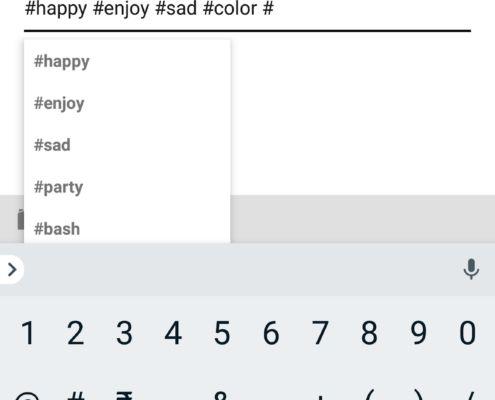 #happy #enjoy #sad #color #
#happy
#enjoy
#sad
#party
#bash
1 2 3 4 5 6 7 8 9 0
@ # ₹ & ( ) /